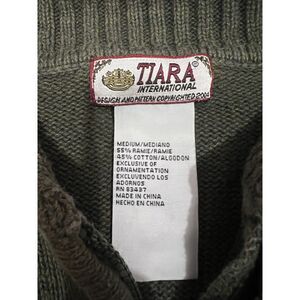 TIARA®
INTERNATIONAL
DESIGN AND PATTERN COPYRIGHTED 2004
MEDIUM/MEDIANO
55% RAMIE/RAMIE
45% COTTON/ALGODON
EXCLUSIVE OF
ORNAMENTATION
EXCLUYENDO LOS
ADORNOS
RN 83437
MADE IN CHINA
HECHO EN CHINA